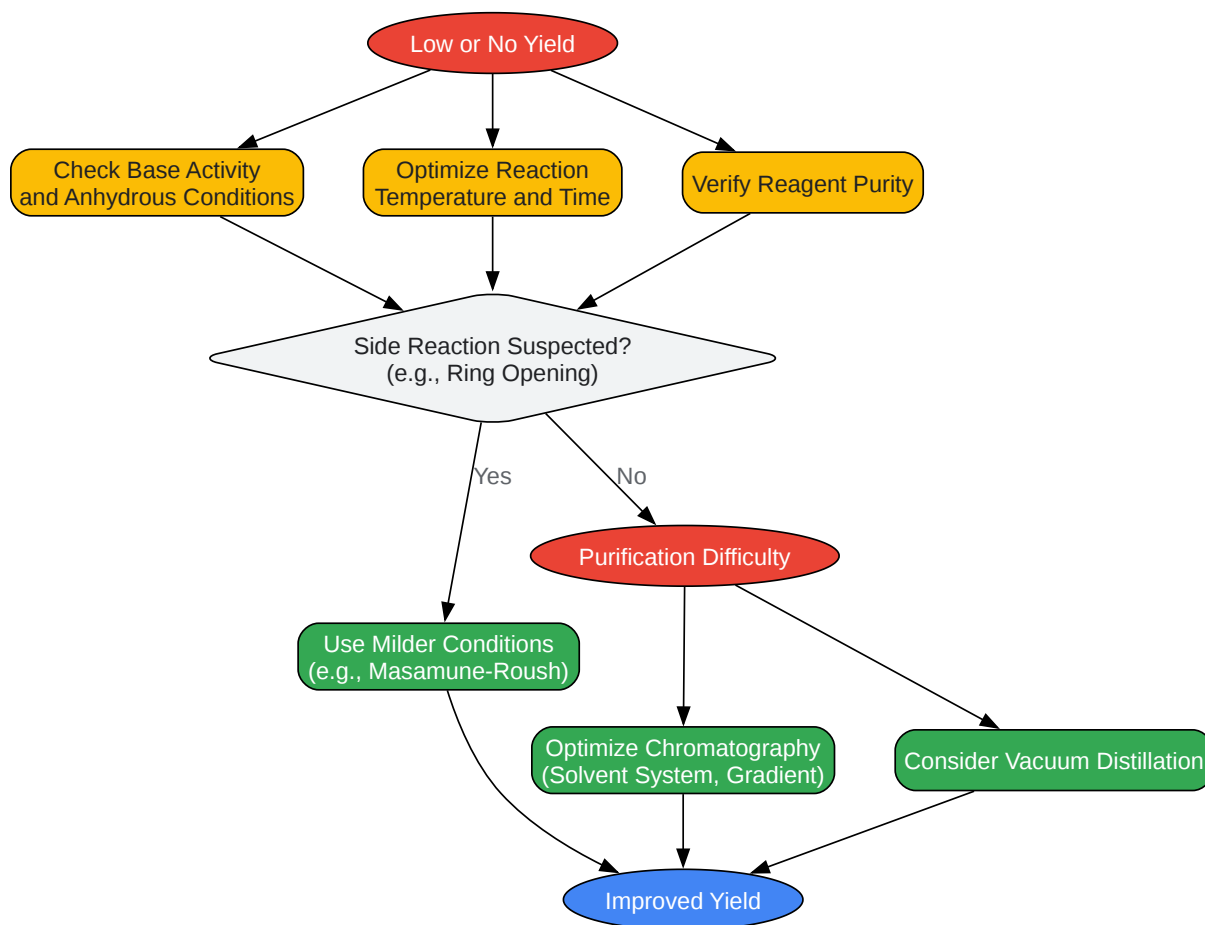 Low or No Yield
Check Base Activity
and Anhydrous Conditions
Optimize Reaction
Temperature and Time
Verify Reagent Purity
Side Reaction Suspected?
(e.g., Ring Opening)
Yes
No
Purification Difficulty
Use Milder Conditions
(e.g., Masamune-Roush)
Optimize Chromatography
(Solvent System, Gradient)
Consider Vacuum Distillation
Improved Yield